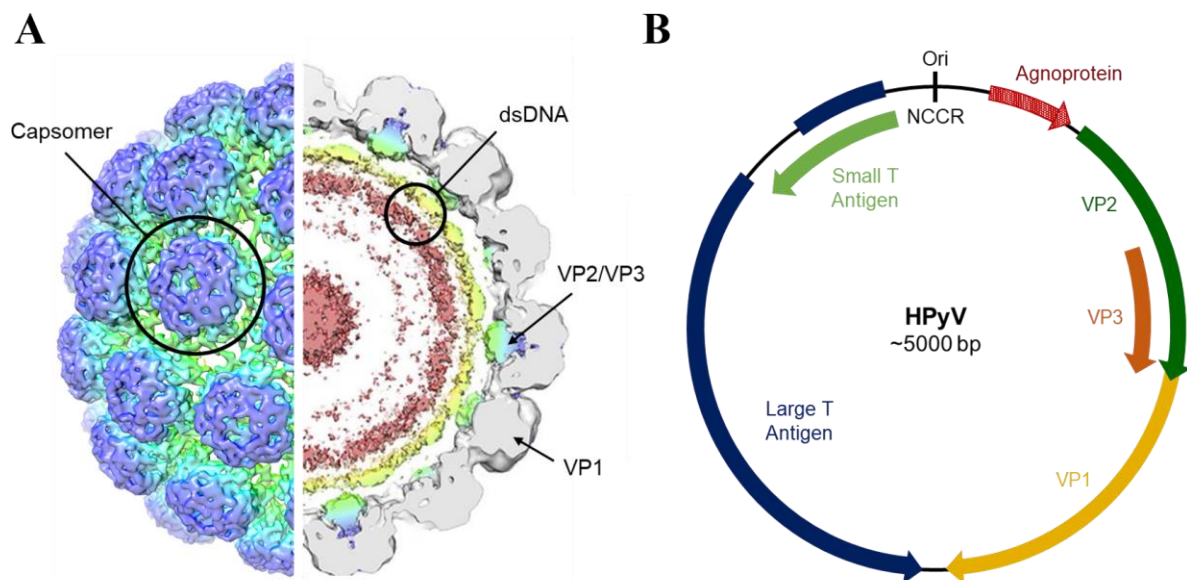 A
Capsomer
dsDNA
VP2/VP3
VP1
B
Ori
NCCR
Agnoprotein
Small T
Antigen
VP2
VP3
HPyV
~5000 bp
Large T
Antigen
VP1